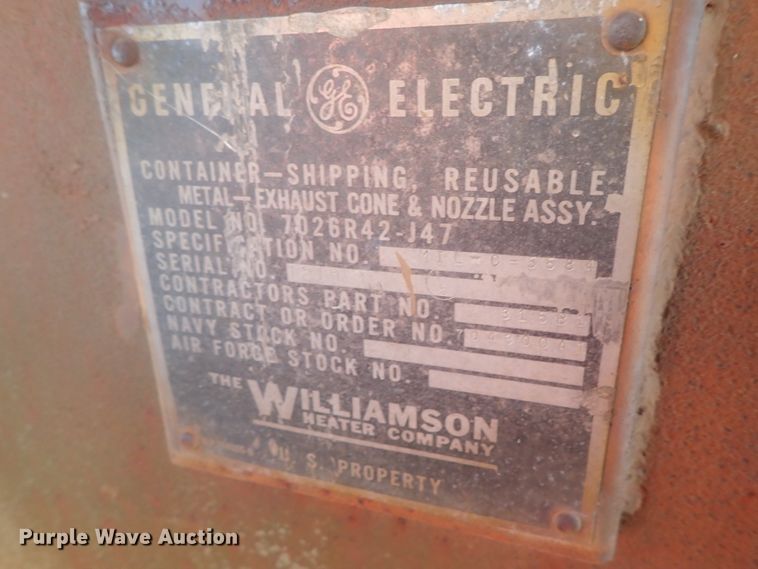 GENERAL GE ELECTRIC
CONTAINER—SHIPPING, REUSABLE
METAL—EXHAUST CONE & NOZZLE ASSY.
MODEL NO. 7026R42-J47
SPECIFICATION NO.
SERIAL NO.
CONTRACTORS PART NO.
CONTRACT OR ORDER NO.
NAVY STOCK NO.
AIR FORCE STOCK NO.
THE WILLIAMSON
HEATER COMPANY
U. S. PROPERTY
Purple Wave Auction